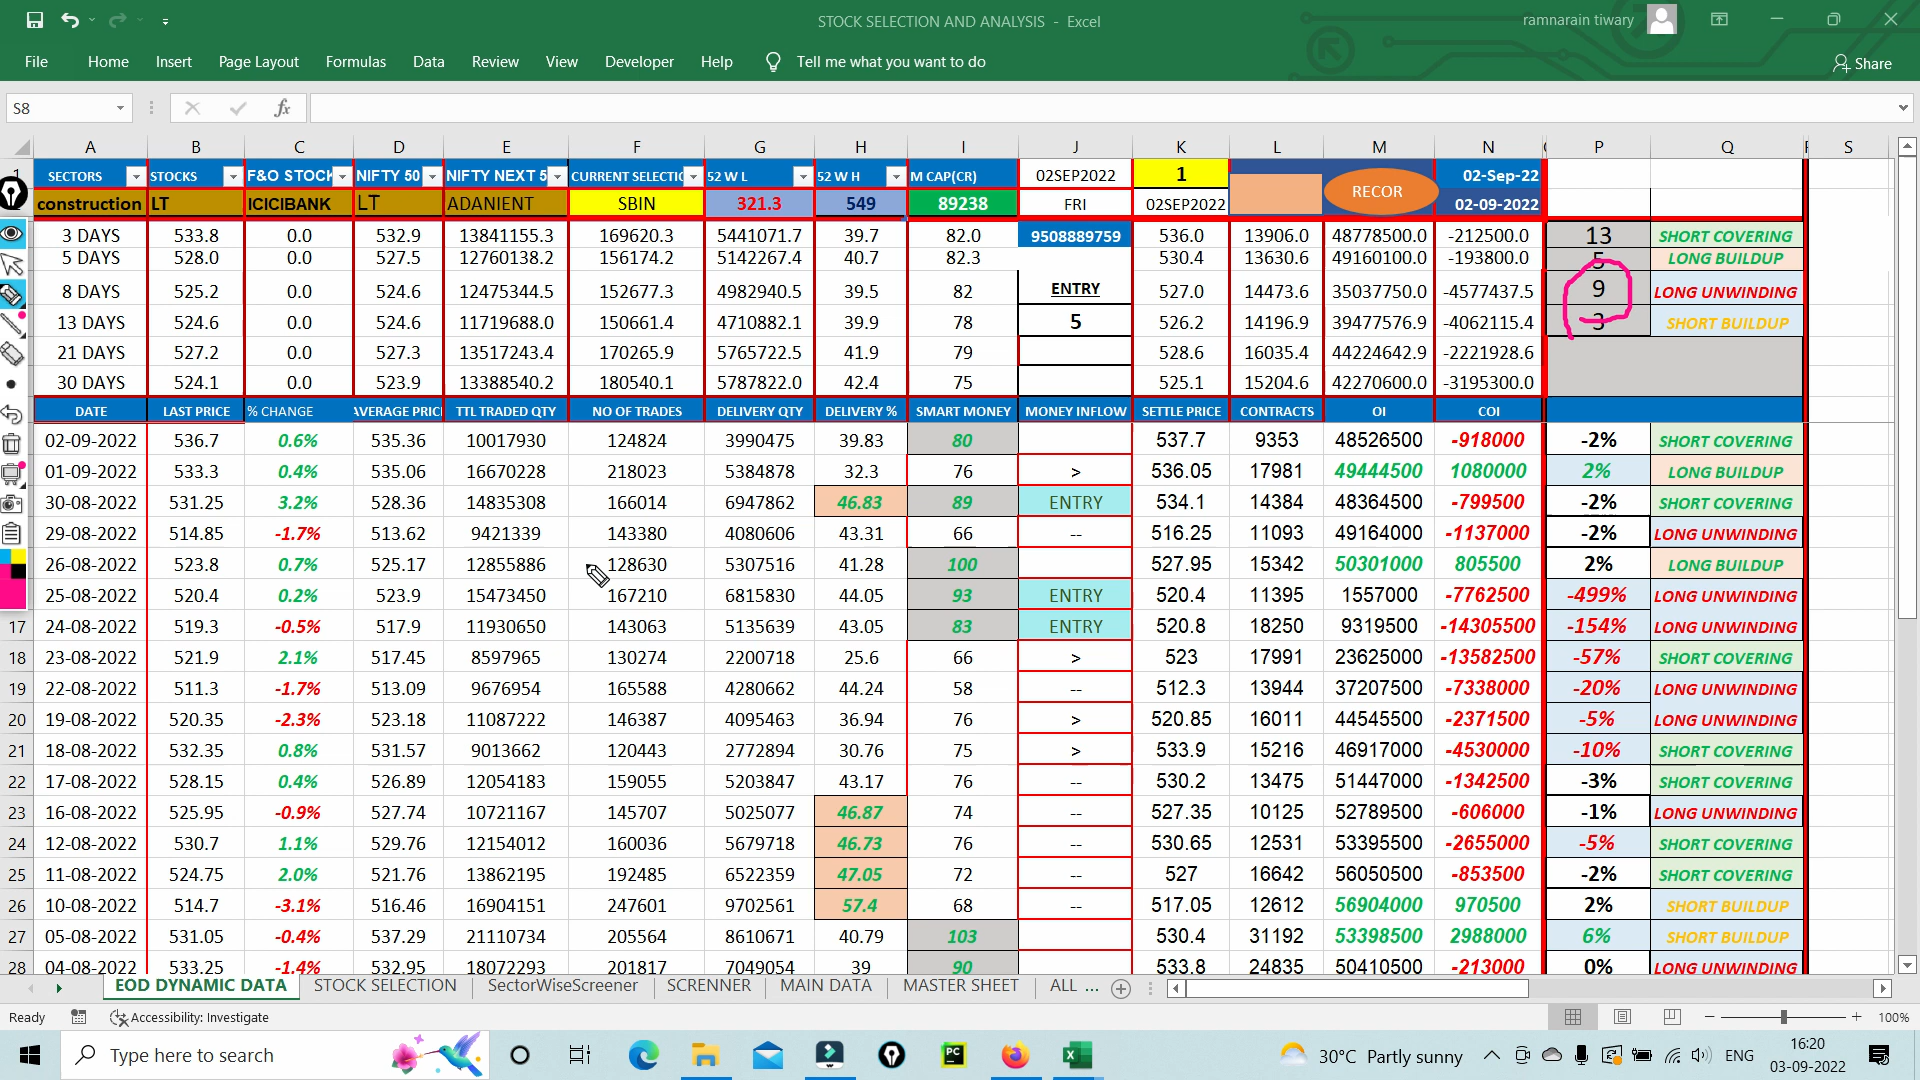 STOCK SELECTION AND ANALYSIS - Excel
ramnarain tiwary
File Home Insert Page Layout Formulas Data Review View Developer Help Tell me what you want to do Share
S8 fx
A B C D E F G H I J K L M N P Q S
1 SECTORS STOCKS F&O STOCK NIFTY 50 NIFTY NEXT 5 CURRENT SELECTIO 52 W L 52 W H M CAP(CR) 02SEP2022 1 RECOR 02-Sep-22
construction LT ICICIBANK LT ADANIENT SBIN 321.3 549 89238 FRI 02SEP2022 02-09-2022
3 DAYS 533.8 0.0 532.9 13841155.3 169620.3 5441071.7 39.7 82.0 9508889759 536.0 13906.0 48778500.0 -212500.0 13 SHORT COVERING
5 DAYS 528.0 0.0 527.5 12760138.2 156174.2 5142267.4 40.7 82.3 530.4 13630.6 49160100.0 -193800.0 5 LONG BUILDUP
8 DAYS 525.2 0.0 524.6 12475344.5 152677.3 4982940.5 39.5 82 ENTRY 527.0 14473.6 35037750.0 -4577437.5 9 LONG UNWINDING
13 DAYS 524.6 0.0 524.6 11719688.0 150661.4 4710882.1 39.9 78 5 526.2 14196.9 39477576.9 -4062115.4 3 SHORT BUILDUP
21 DAYS 527.2 0.0 527.3 13517243.4 170265.9 5765722.5 41.9 79 528.6 16035.4 44224642.9 -2221928.6
30 DAYS 524.1 0.0 523.9 13388540.2 180540.1 5787822.0 42.4 75 525.1 15204.6 42270600.0 -3195300.0
DATE LAST PRICE % CHANGE AVERAGE PRIC TTL TRADED QTY NO OF TRADES DELIVERY QTY DELIVERY % SMART MONEY MONEY INFLOW SETTLE PRICE CONTRACTS OI COI
02-09-2022 536.7 0.6% 535.36 10017930 124824 3990475 39.83 80 537.7 9353 48526500 -918000 -2% SHORT COVERING
01-09-2022 533.3 0.4% 535.06 16670228 218023 5384878 32.3 76 > 536.05 17981 49444500 1080000 2% LONG BUILDUP
30-08-2022 531.25 3.2% 528.36 14835308 166014 6947862 46.83 89 ENTRY 534.1 14384 48364500 -799500 -2% SHORT COVERING
29-08-2022 514.85 -1.7% 513.62 9421339 143380 4080606 43.31 66 -- 516.25 11093 49164000 -1137000 -2% LONG UNWINDING
26-08-2022 523.8 0.7% 525.17 12855886 128630 5307516 41.28 100 527.95 15342 50301000 805500 2% LONG BUILDUP
25-08-2022 520.4 0.2% 523.9 15473450 167210 6815830 44.05 93 ENTRY 520.4 11395 1557000 -7762500 -499% LONG UNWINDING
17 24-08-2022 519.3 -0.5% 517.9 11930650 143063 5135639 43.05 83 ENTRY 520.8 18250 9319500 -14305500 -154% LONG UNWINDING
18 23-08-2022 521.9 2.1% 517.45 8597965 130274 2200718 25.6 66 > 523 17991 23625000 -13582500 -57% SHORT COVERING
19 22-08-2022 511.3 -1.7% 513.09 9676954 165588 4280662 44.24 58 -- 512.3 13944 37207500 -7338000 -20% LONG UNWINDING
20 19-08-2022 520.35 -2.3% 523.18 11087222 146387 4095463 36.94 76 > 520.85 16011 44545500 -2371500 -5% LONG UNWINDING
21 18-08-2022 532.35 0.8% 531.57 9013662 120443 2772894 30.76 75 > 533.9 15216 46917000 -4530000 -10% SHORT COVERING
22 17-08-2022 528.15 0.4% 526.89 12054183 159055 5203847 43.17 76 -- 530.2 13475 51447000 -1342500 -3% SHORT COVERING
23 16-08-2022 525.95 -0.9% 527.74 10721167 145707 5025077 46.87 74 -- 527.35 10125 52789500 -606000 -1% LONG UNWINDING
24 12-08-2022 530.7 1.1% 529.76 12154012 160036 5679718 46.73 76 -- 530.65 12531 53395500 -2655000 -5% SHORT COVERING
25 11-08-2022 524.75 2.0% 521.76 13862195 192485 6522359 47.05 72 -- 527 16642 56050500 -853500 -2% SHORT COVERING
26 10-08-2022 514.7 -3.1% 516.46 16904151 247601 9702561 57.4 68 -- 517.05 12612 56904000 970500 2% SHORT BUILDUP
27 05-08-2022 531.05 -0.4% 537.29 21110734 205564 8610671 40.79 103 530.4 31192 53398500 2988000 6% SHORT BUILDUP
28 04-08-2022 533.25 -1.4% 532.95 18072293 201817 7049054 39 90 533.8 24835 50410500 -213000 0% LONG UNWINDING
EOD DYNAMIC DATA STOCK SELECTION SectorWiseScreener SCRENNER MAIN DATA MASTER SHEET ALL ...
Ready Accessibility: Investigate 100%
Type here to search 30°C Partly sunny ENG 16:20
03-09-2022